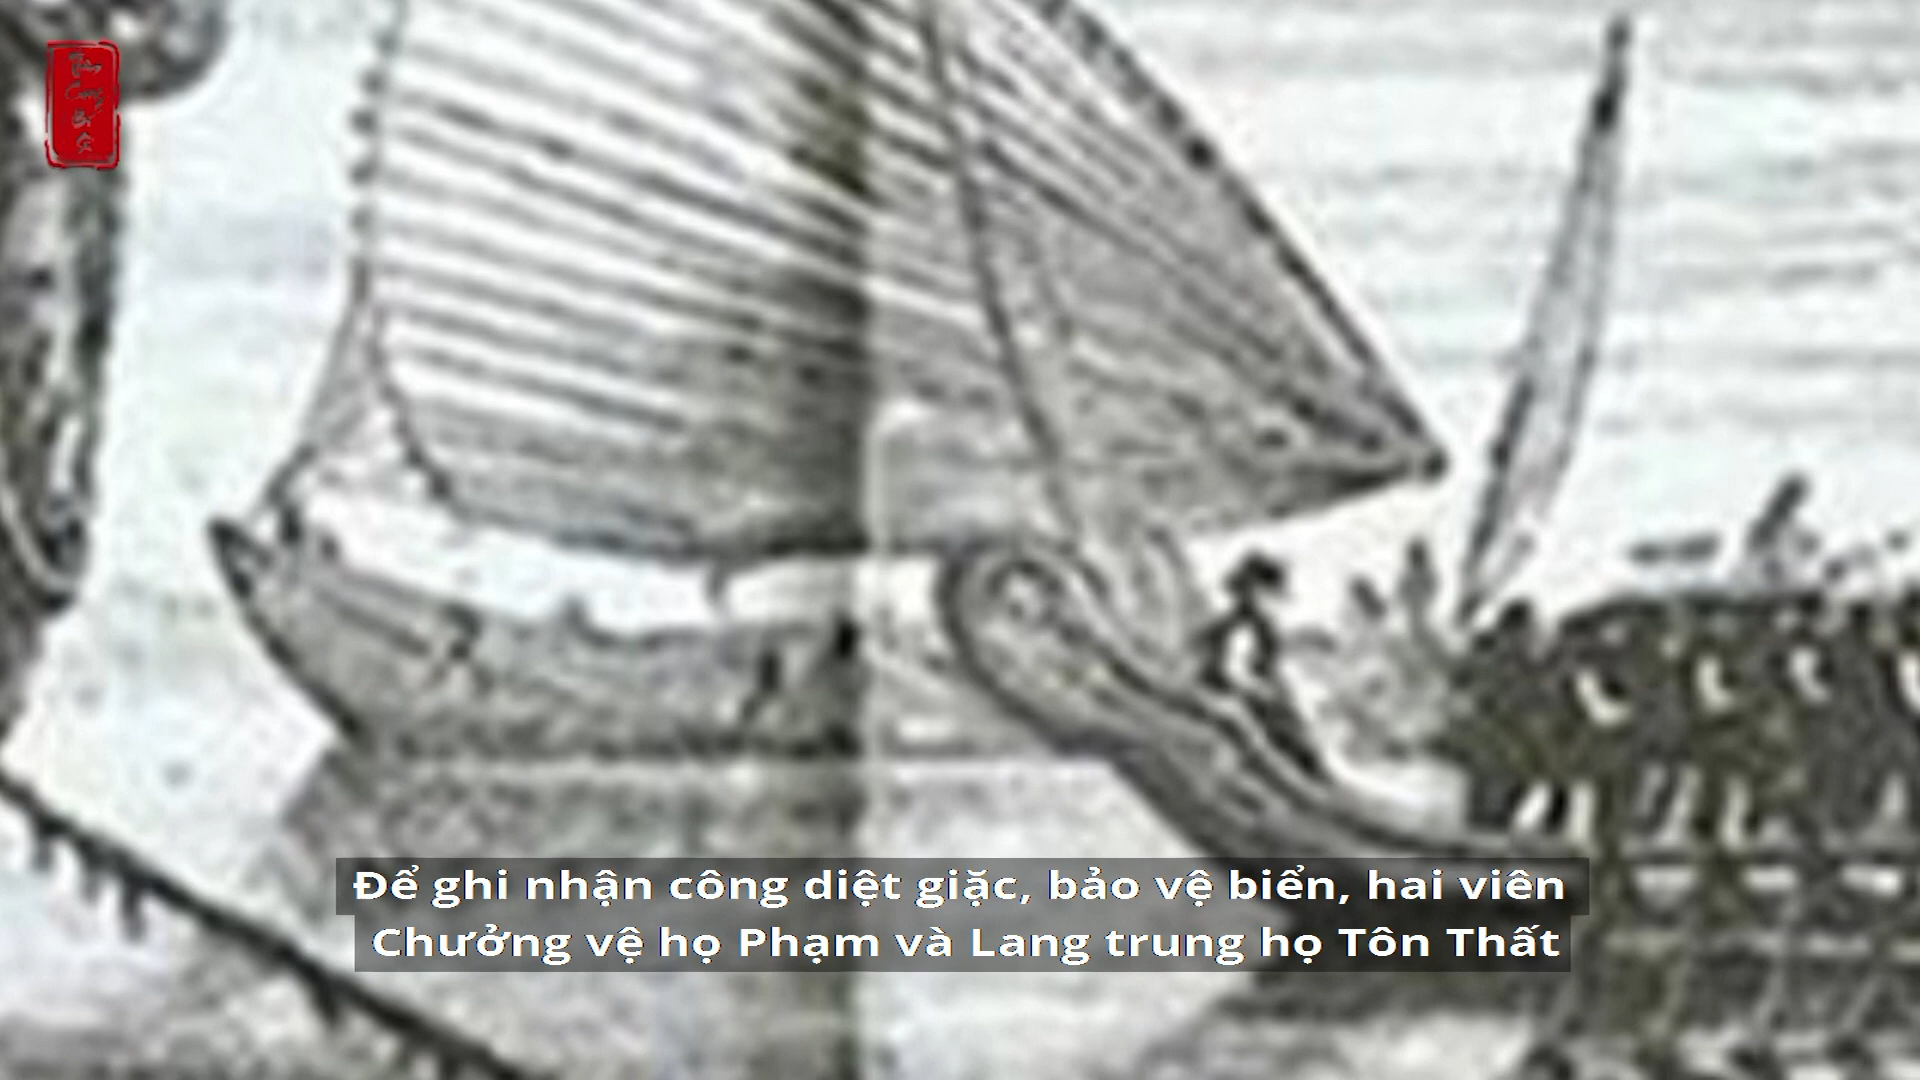 Để ghi nhận công diệt giặc, bảo vệ biển, hai viên
Chưởng vệ họ Phạm và Lang trung họ Tôn Thất